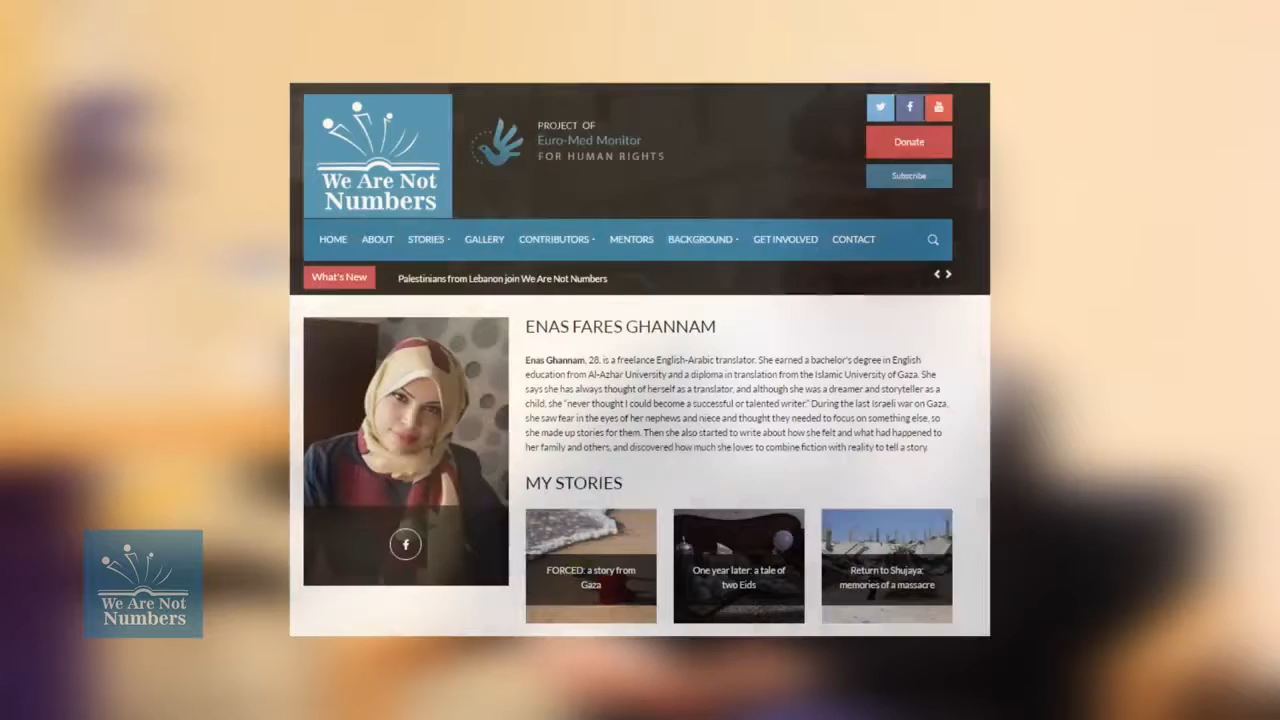 We Are Not
Numbers
PROJECT OF
Euro-Med Monitor
FOR HUMAN RIGHTS
Donate
Subscribe
HOME ABOUT STORIES GALLERY CONTRIBUTORS MENTORS BACKGROUND GET INVOLVED CONTACT
What's New Palestinians from Lebanon join We Are Not Numbers
ENAS FARES GHANNAM
Enas Ghannam, 28, is a freelance English-Arabic translator. She earned a bachelor's degree in English
education from Al-Azhar University and a diploma in translation from the Islamic University of Gaza. She
says she has always thought of herself as a translator, and although she was a dreamer and storyteller as a
child, she "never thought I could become a successful or talented writer." During the last Israeli war on Gaza,
she saw fear in the eyes of her nephews and niece and thought they needed to focus on something else, so
she made up stories for them. Then she also started to write about how she felt and what had happened to
her family and others, and discovered how much she loves to combine fiction with reality to tell a story.
MY STORIES
FORCED: a story from
Gaza
One year later: a tale of
two Eids
Return to Shujaya:
memories of a massacre
We Are Not
Numbers